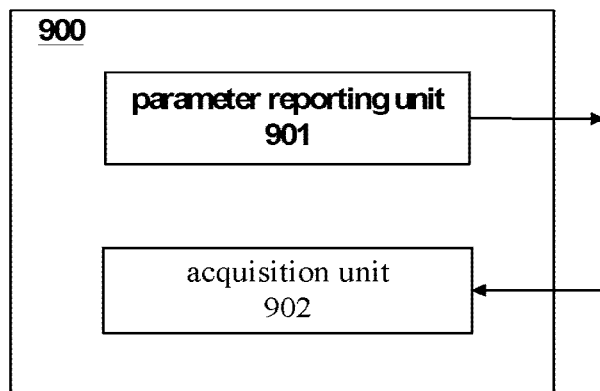 900
parameter reporting unit
901
acquisition unit
902